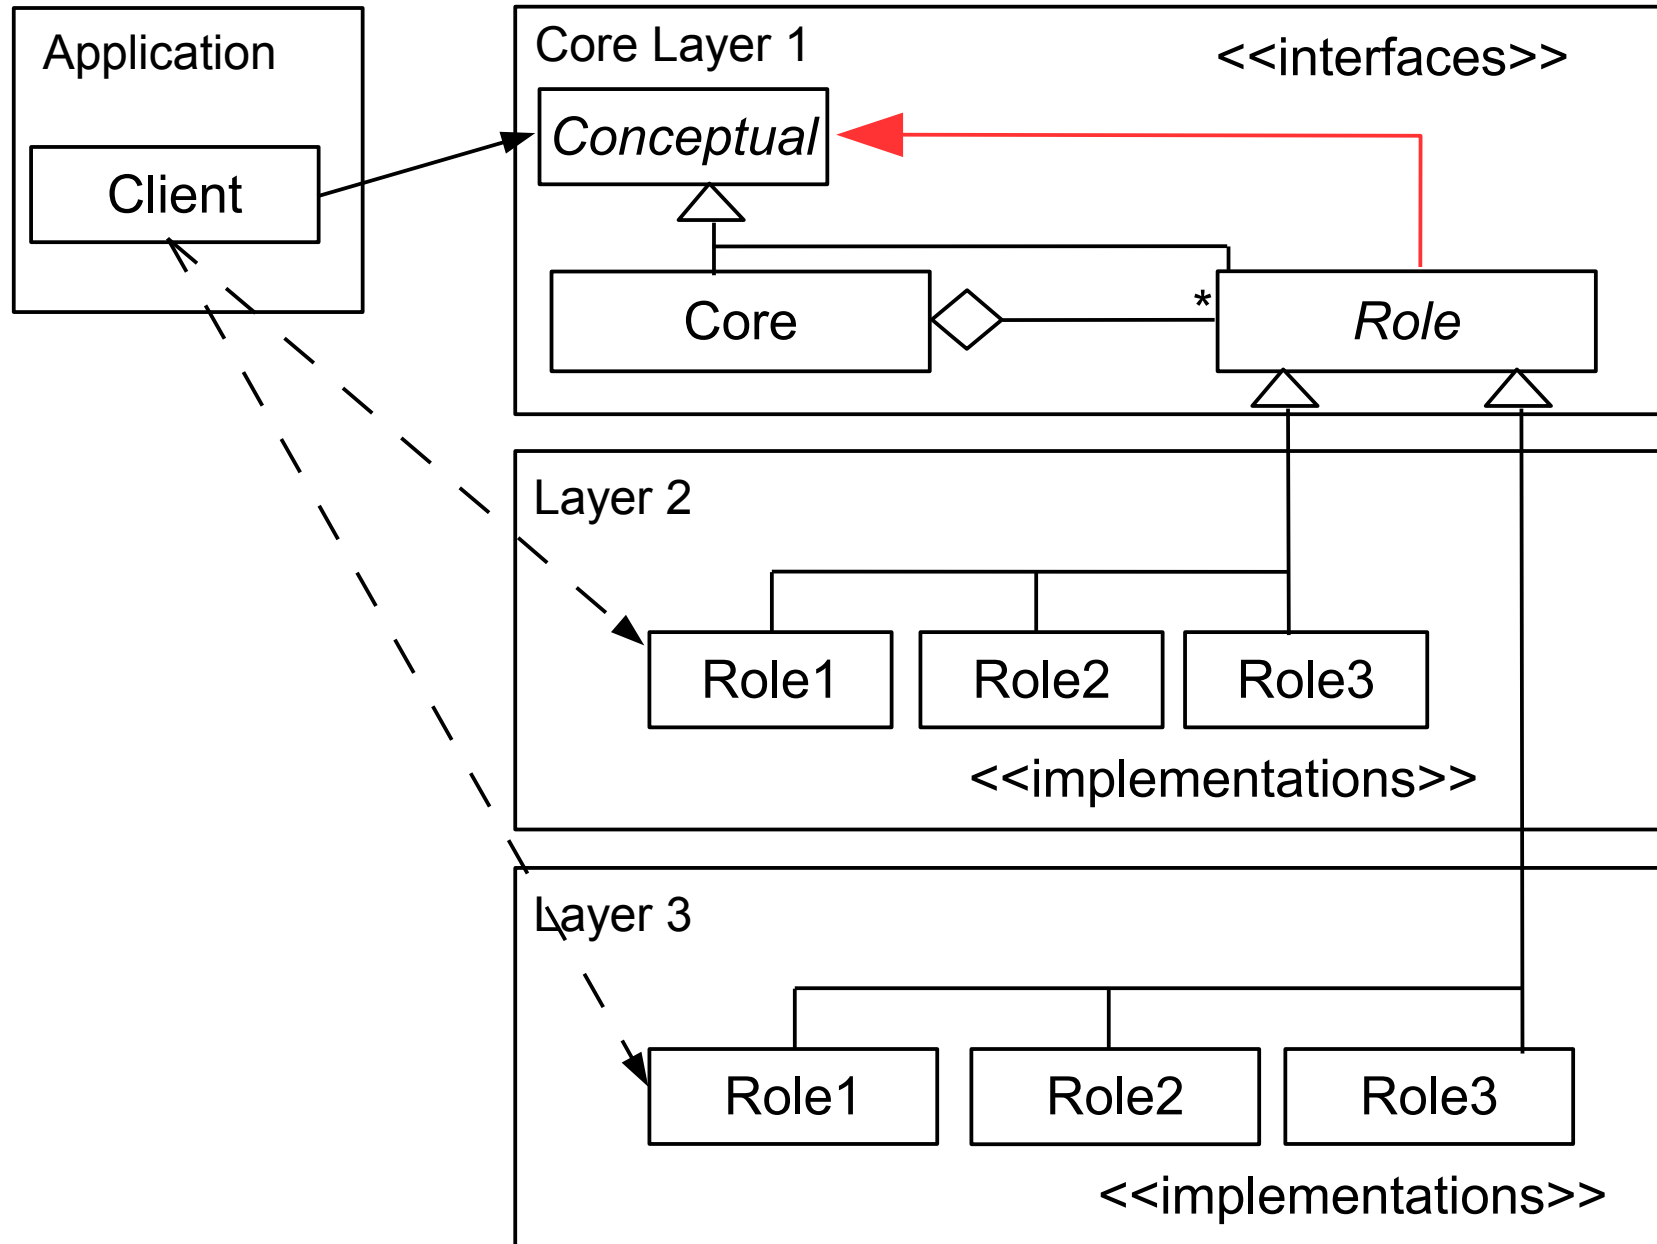 Application
Core Layer 1
<<interfaces>>
Conceptual
Client
Core
*
Role
Layer 2
Role1
Role2
Role3
<<implementations>>
Layer 3
Role1
Role2
Role3
<<implementations>>